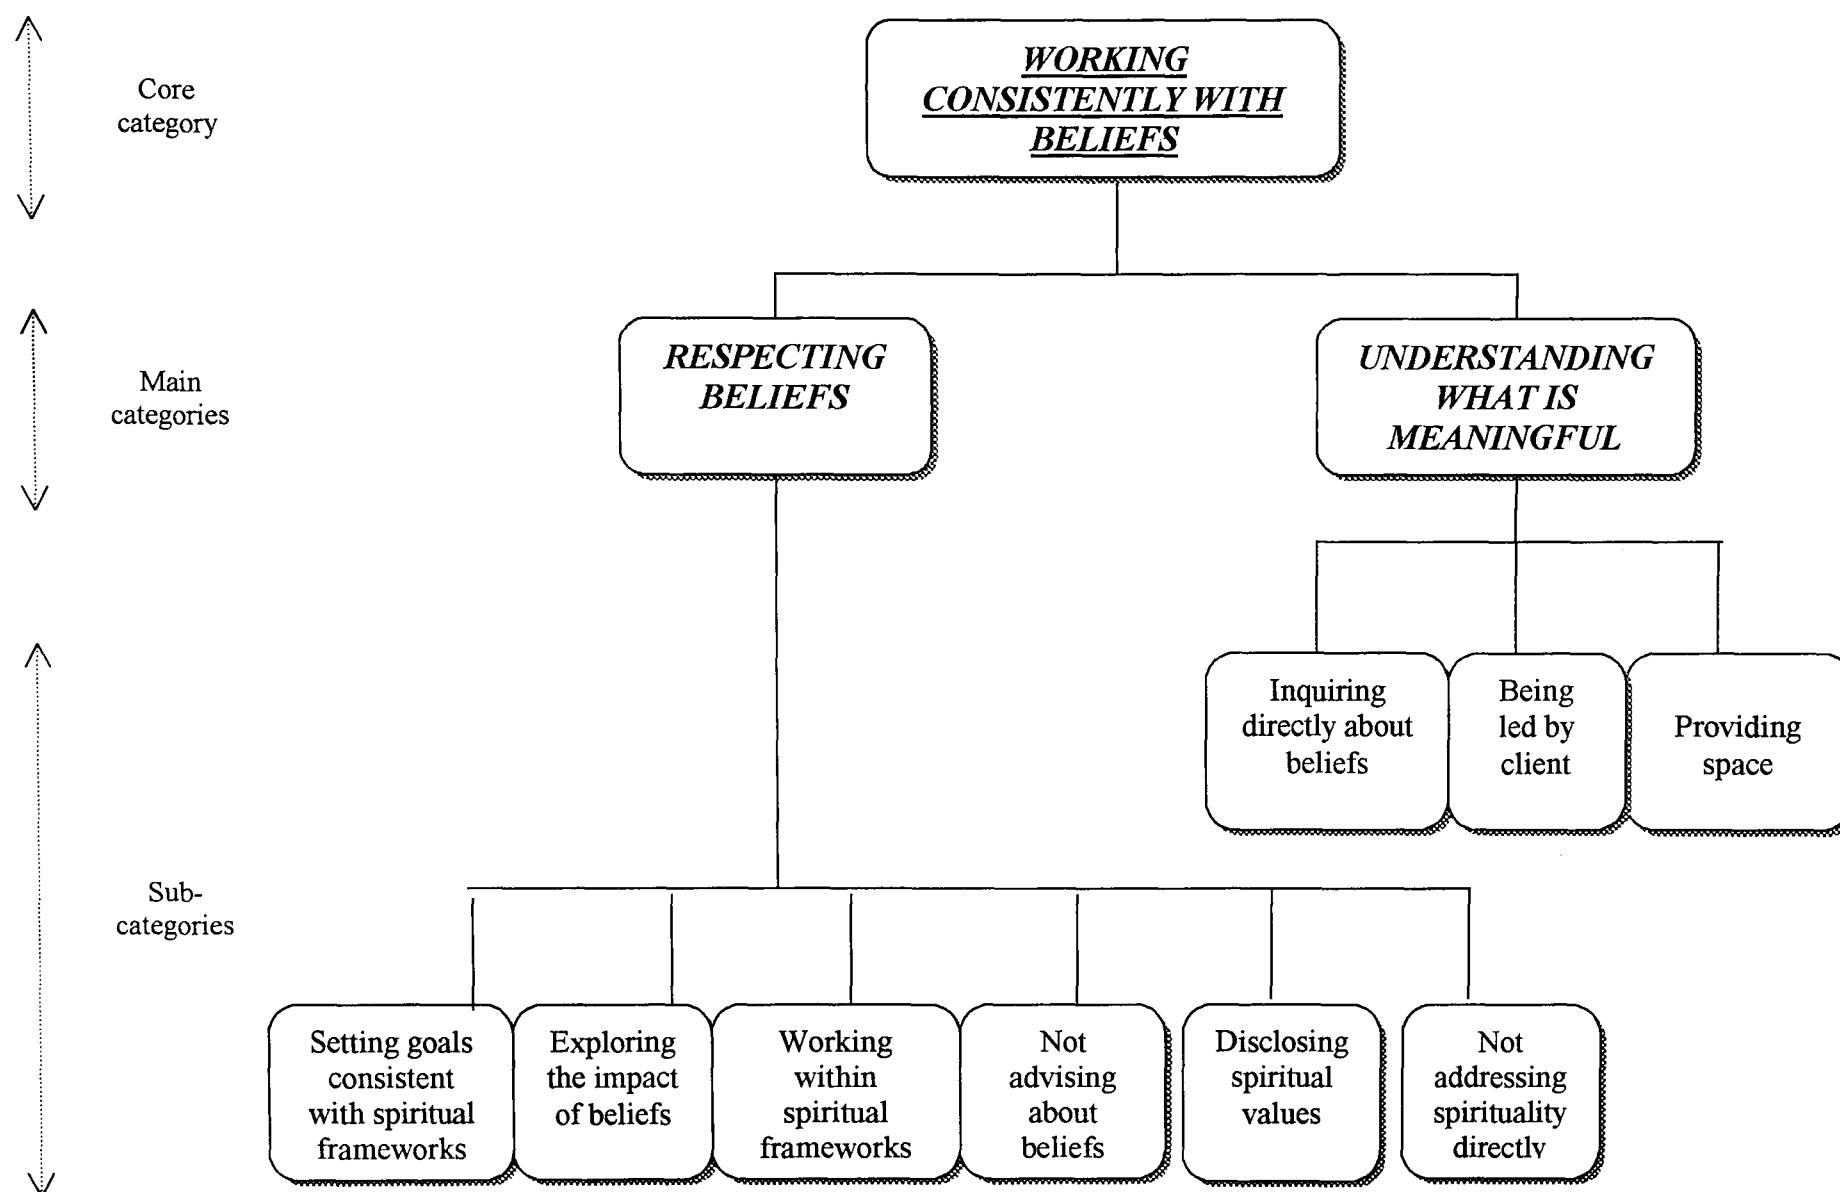 Core
category
WORKING
CONSISTENTLY WITH
BELIEFS
Main
categories
RESPECTING
BELIEFS
UNDERSTANDING
WHAT IS
MEANINGFUL
Inquiring
directly about
beliefs
Being
led by
client
Providing
space
Sub-
categories
Setting goals
consistent
with spiritual
frameworks
Exploring
the impact
of beliefs
Working
within
spiritual
frameworks
Not
advising
about
beliefs
Disclosing
spiritual
values
Not
addressing
spirituality
directly